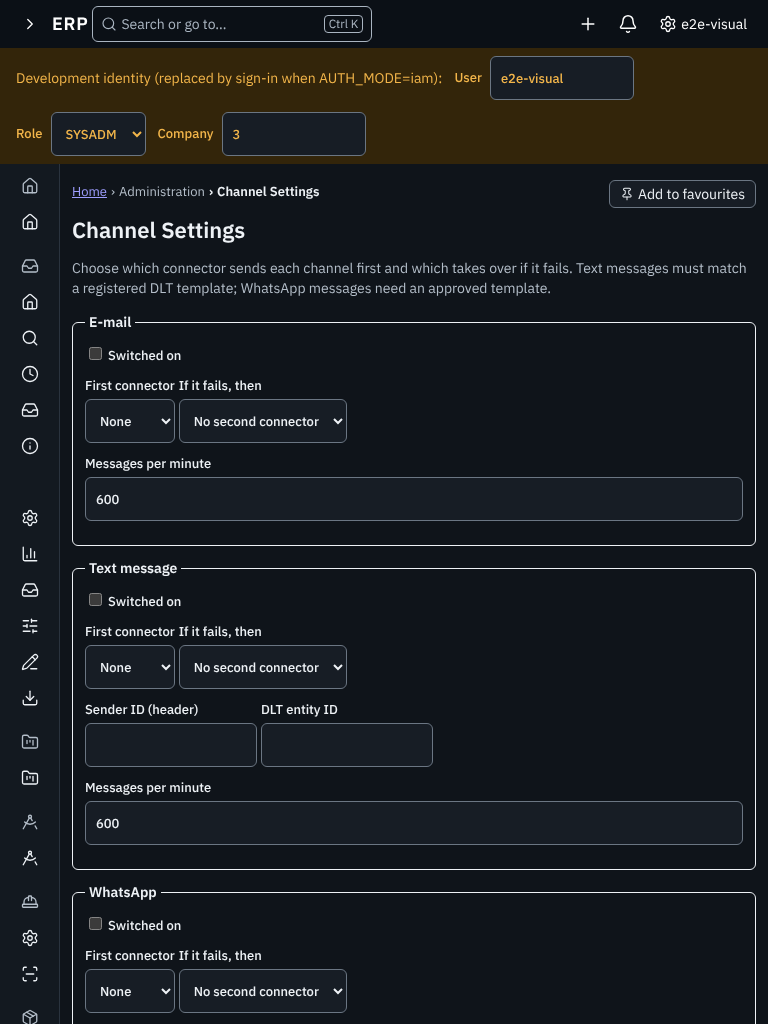 ERP Search or go to... Ctrl K e2e-visual
Development identity (replaced by sign-in when AUTH_MODE=iam): User e2e-visual
Role SYSADM Company 3
Home › Administration › Channel Settings Add to favourites
Channel Settings
Choose which connector sends each channel first and which takes over if it fails. Text messages must match
a registered DLT template; WhatsApp messages need an approved template.
E-mail
Switched on
First connector If it fails, then
None No second connector
Messages per minute
600
Text message
Switched on
First connector If it fails, then
None No second connector
Sender ID (header) DLT entity ID
Messages per minute
600
WhatsApp
Switched on
First connector If it fails, then
None No second connector